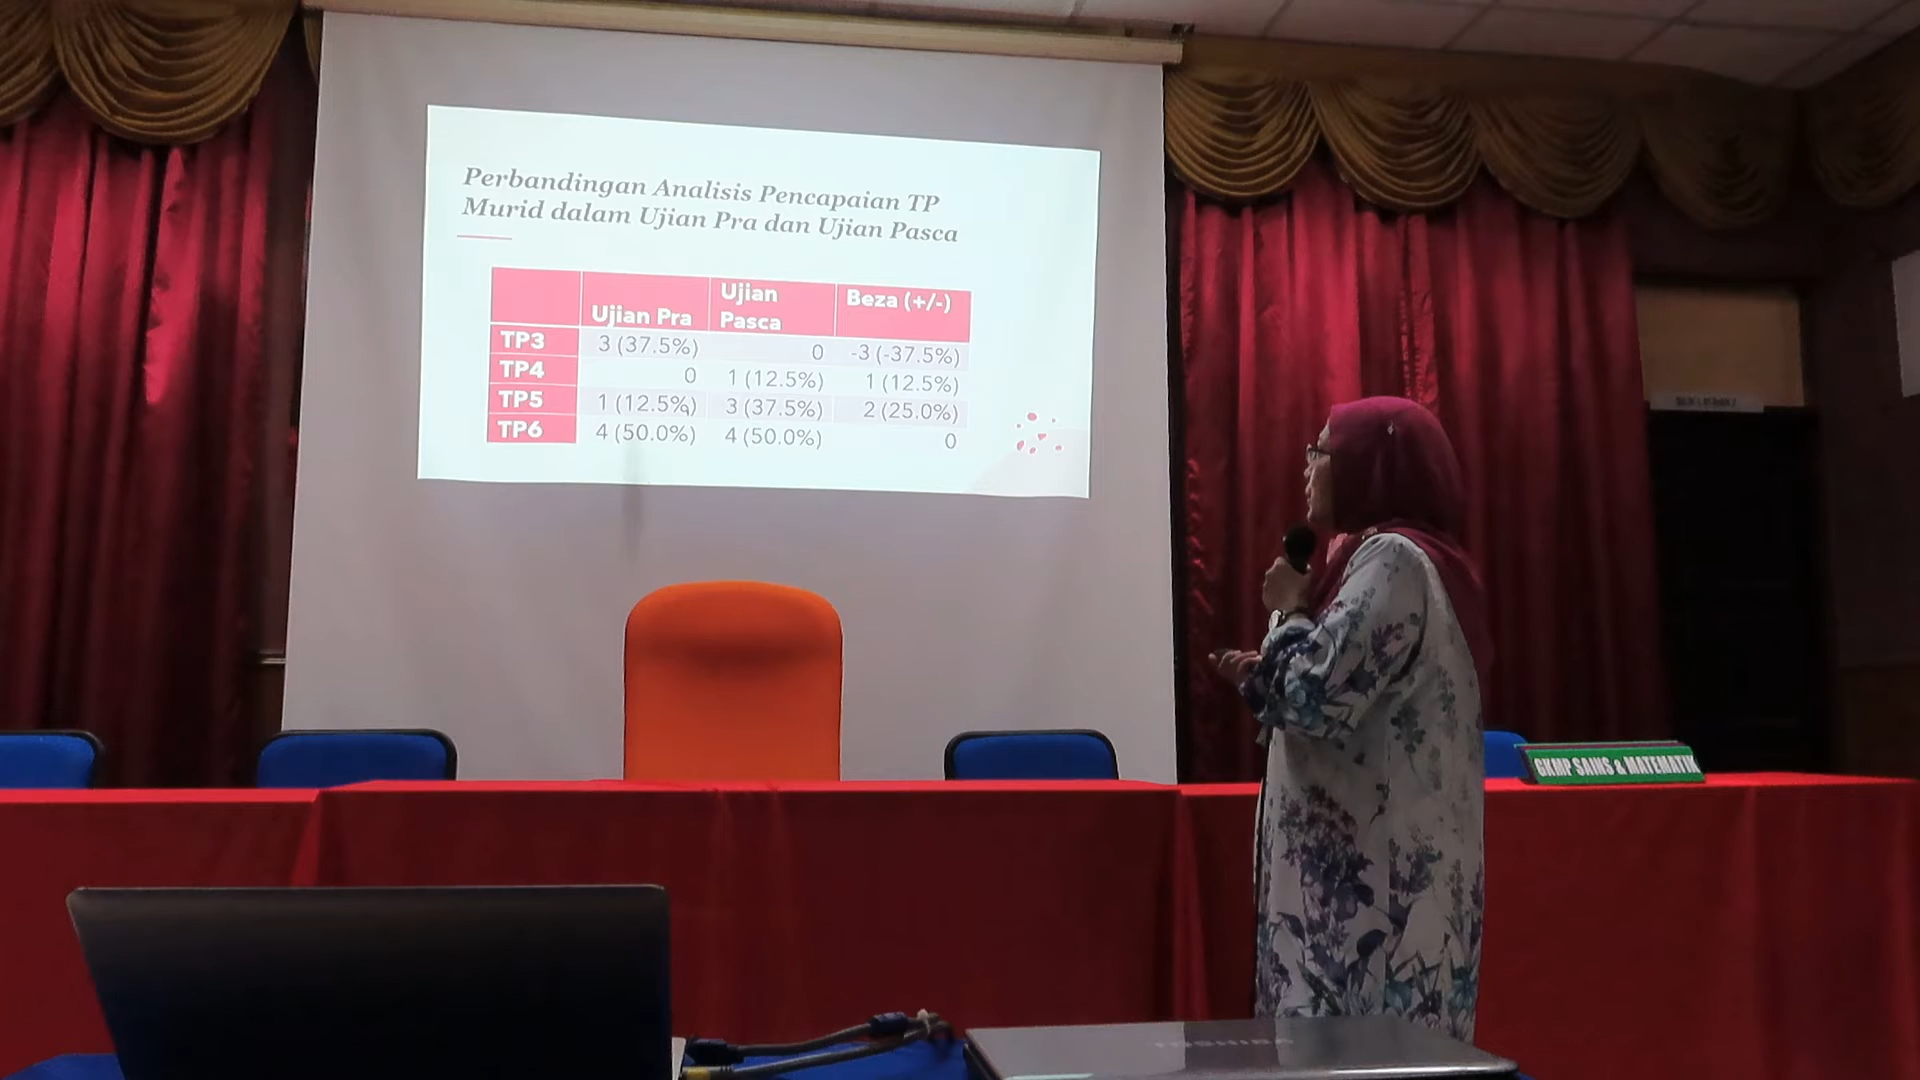 Perbandingan Analisis Pencapaian TP
Murid dalam Ujian Pra dan Ujian Pasca
Ujian Pra Ujian Pasca Beza (+/-)
TP3 3 (37.5%) 0 -3 (-37.5%)
TP4 0 1 (12.5%) 1 (12.5%)
TP5 1 (12.5%) 3 (37.5%) 2 (25.0%)
TP6 4 (50.0%) 4 (50.0%) 0
GKMP SAINS & MATEMATIK
TOSHIBA